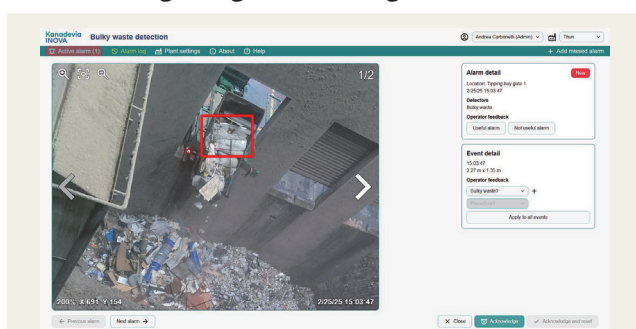 Kanadevia
INOVA
Bulky waste detection
Andrea Carbonetti (Admin)
Thun
Active alarm (1)
Alarm log
Plant settings
About
Help
+ Add missed alarm
1/2
200% X 691 Y 154
2/25/25 15:03:47
Alarm detail
New
Location: Tipping bay gate 1
2/25/25 15:03:47
Detectors
Bulky waste
Operator feedback
Useful alarm
Not useful alarm
Event detail
15:03:47
2.27 m x 1.35 m
Operator feedback
Bulky waste?
+
Apply to all events
← Previous alarm
Next alarm →
X Close
Acknowledge
Acknowledge and reset